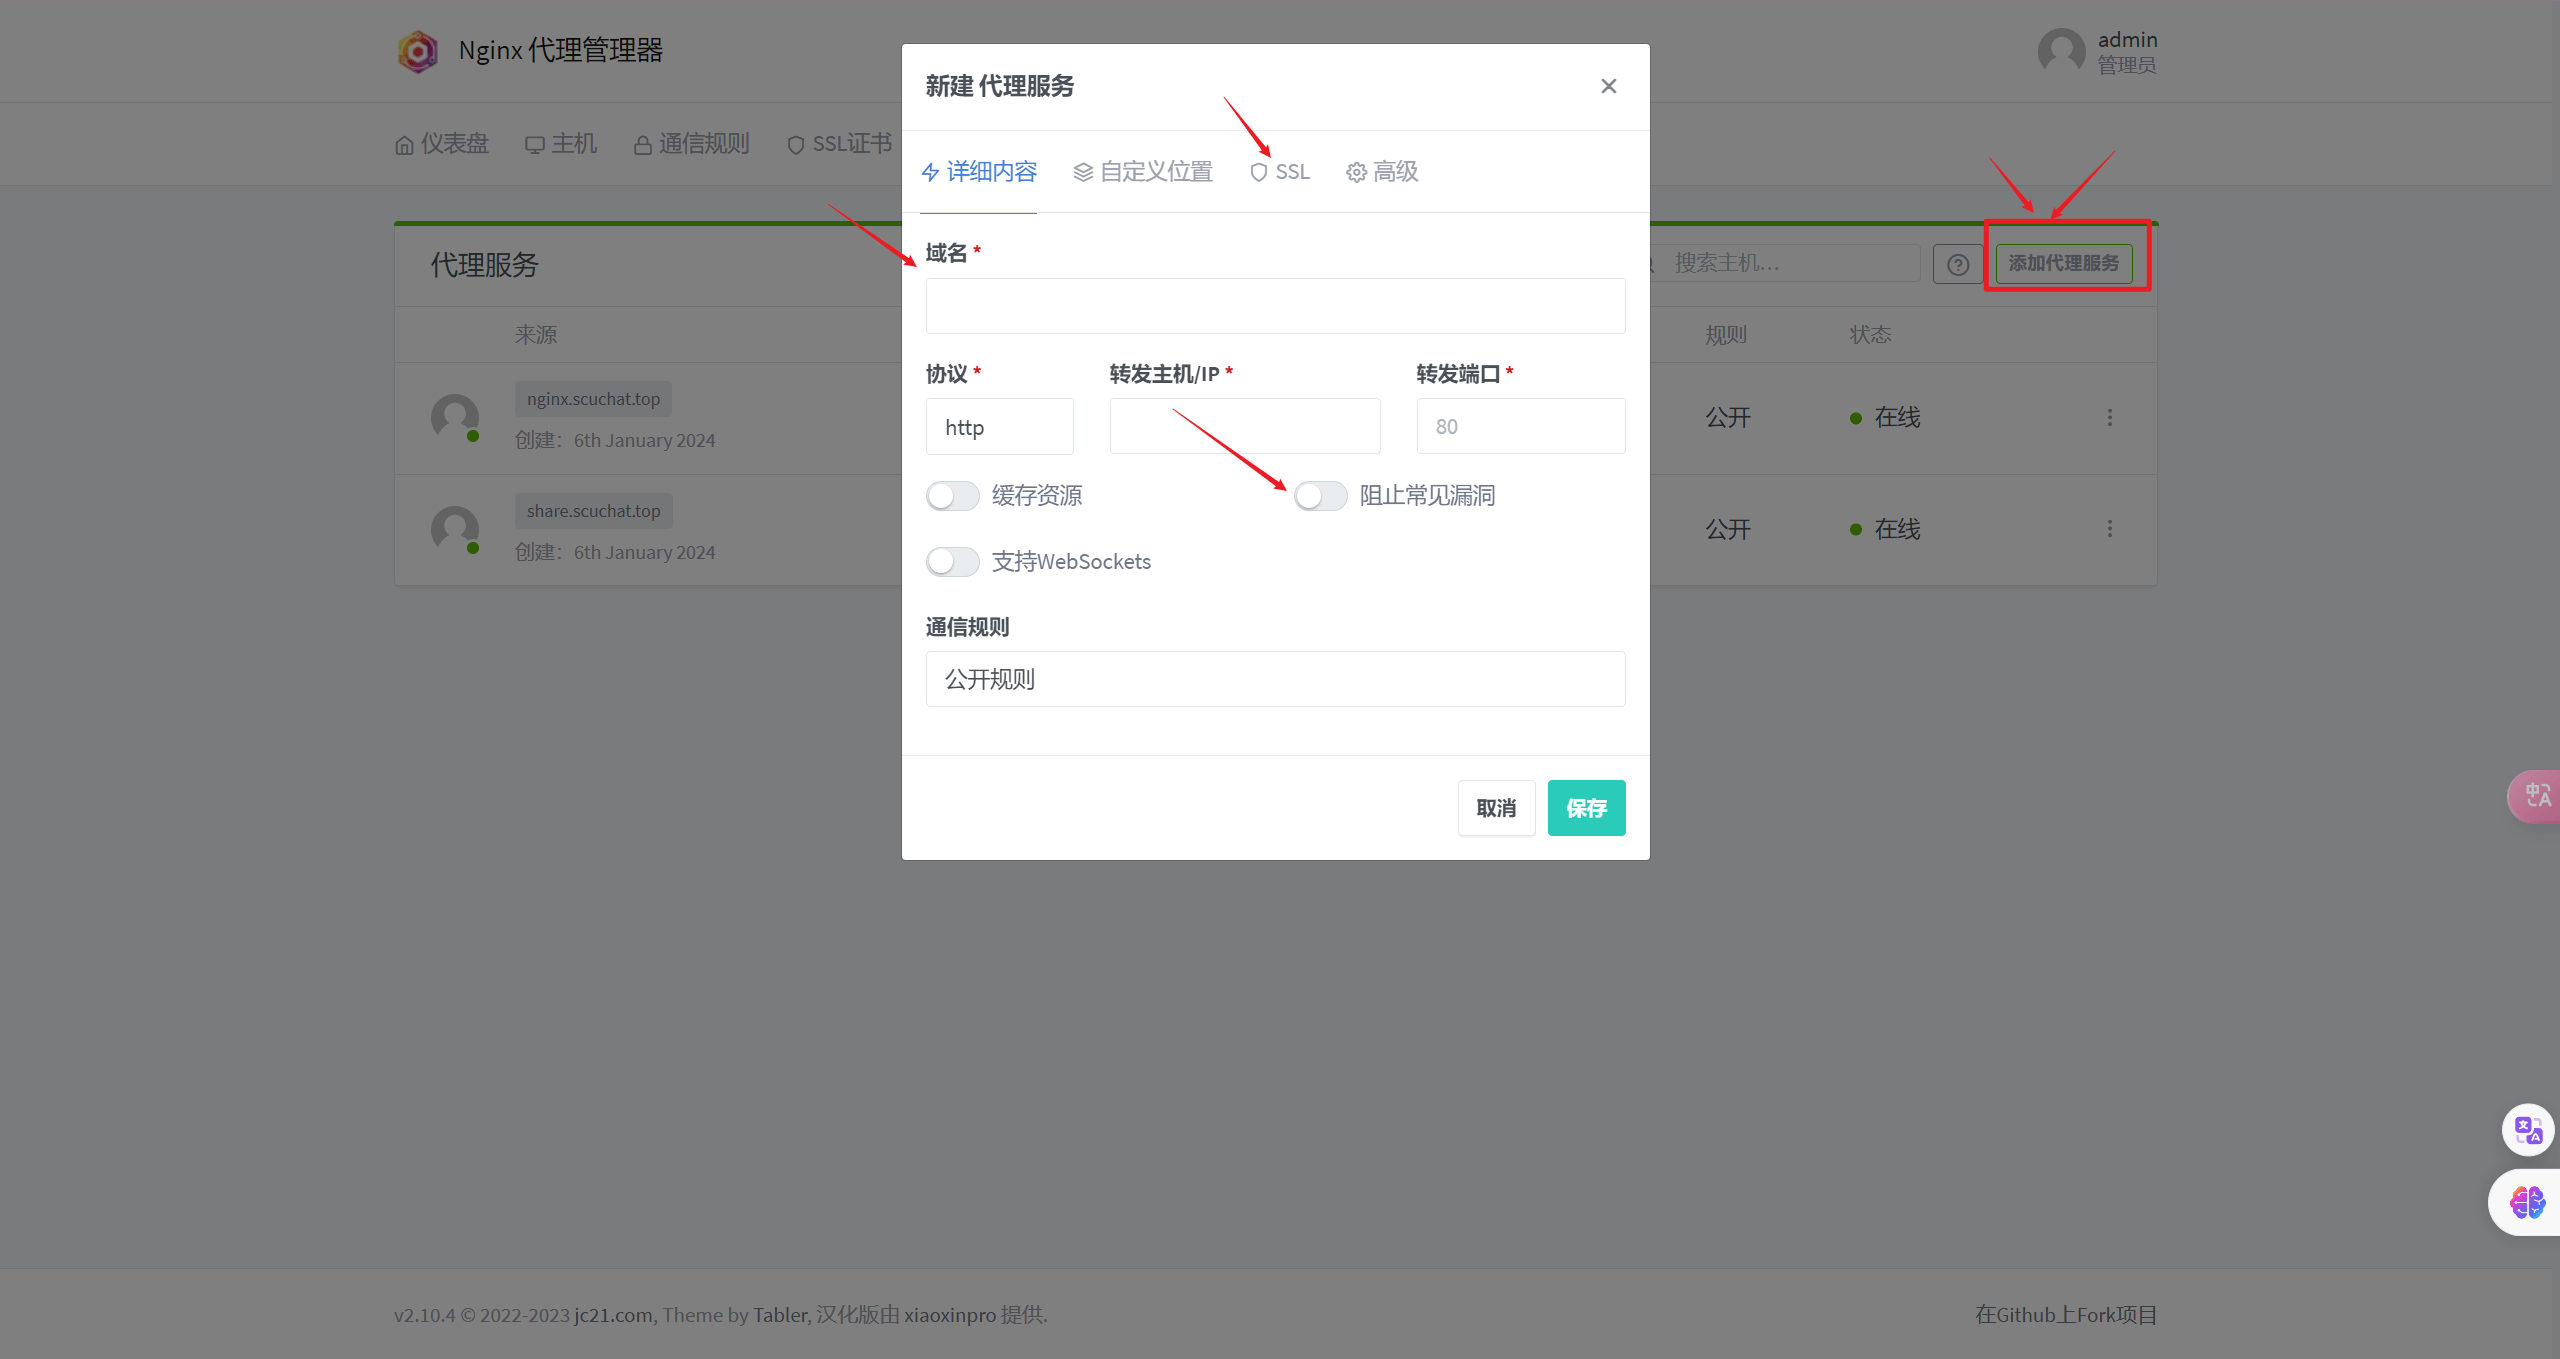 Nginx 代理管理器
admin
管理员
仪表盘 主机 通信规则 SSL证书
新建 代理服务
详细内容 自定义位置 SSL 高级
代理服务
搜索主机…
添加代理服务
域名 *
来源
规则 状态
协议 * 转发主机/IP * 转发端口 *
http 80
nginx.scuchat.top
创建：6th January 2024
公开 在线
缓存资源 阻止常见漏洞
share.scuchat.top
创建：6th January 2024
公开 在线
支持WebSockets
通信规则
公开规则
取消 保存
v2.10.4 © 2022-2023 jc21.com, Theme by Tabler, 汉化版由 xiaoxinpro 提供.
在Github上Fork项目